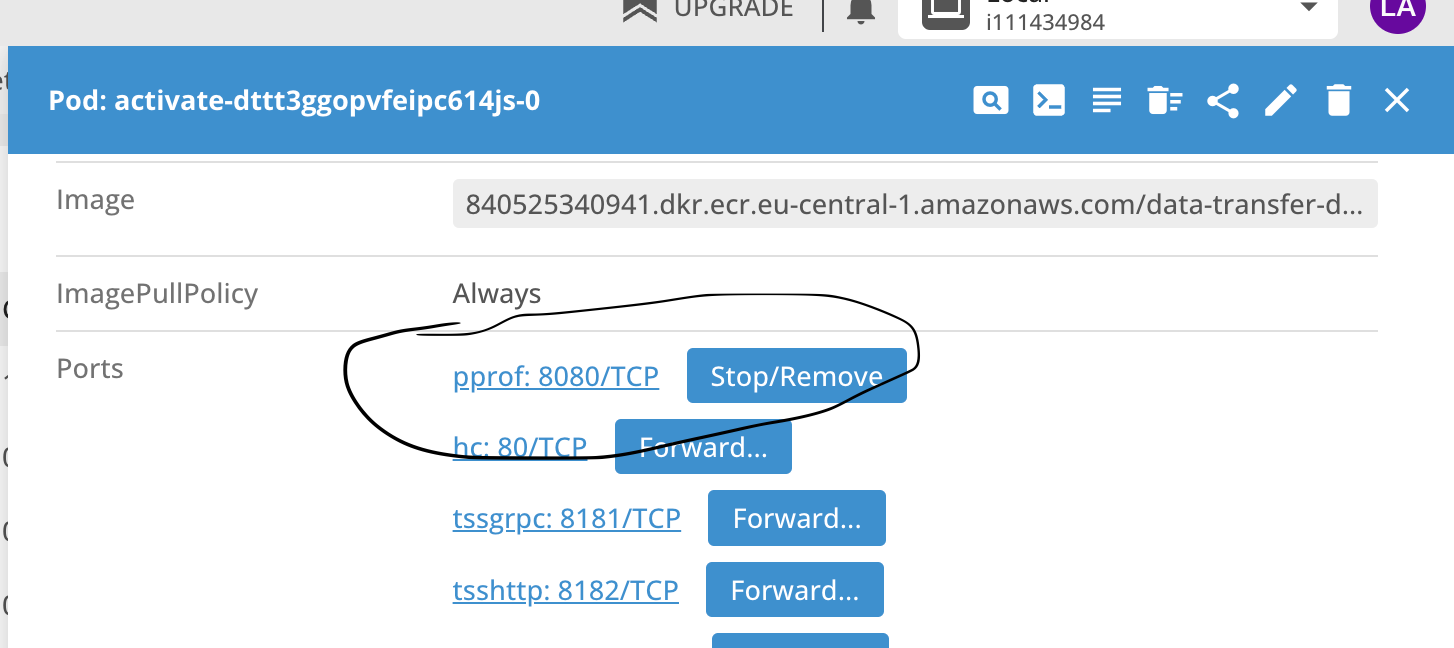 UPGRADE
i111434984
LA
Pod: activate-dttt3ggopvfeipc614js-0
Image
840525340941.dkr.ecr.eu-central-1.amazonaws.com/data-transfer-d...
ImagePullPolicy
Always
Ports
pprof: 8080/TCP
Stop/Remove
hc: 80/TCP
Forward...
tssgrpc: 8181/TCP
Forward...
tsshttp: 8182/TCP
Forward...